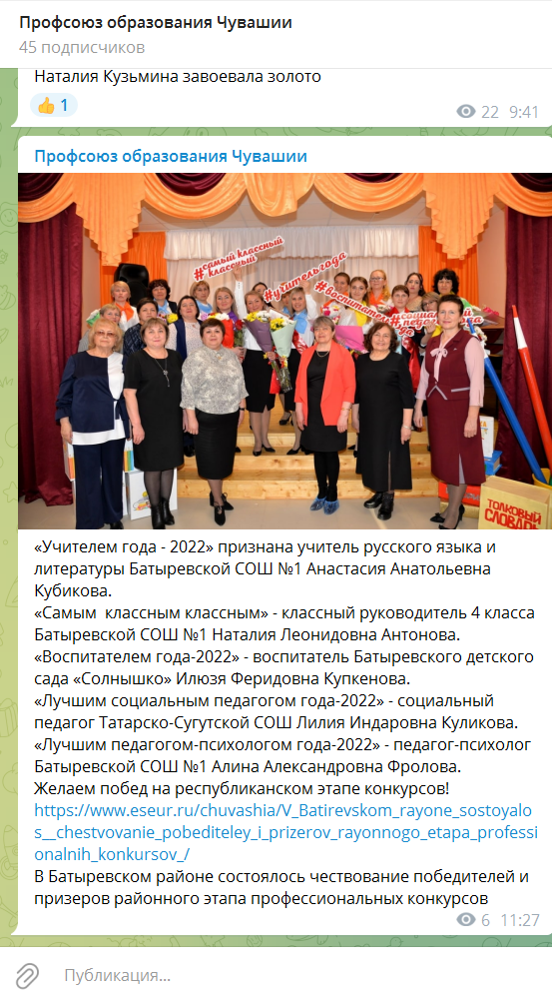 Профсоюз образования Чувашии
45 подписчиков
Наталия Кузьмина завоевала золото
👍 1
22 9:41
Профсоюз образования Чувашии
#самый классный
классный
#учительгода
#воспитатель
ТОЛКОВЫЙ
СЛОВАРЬ
«Учителем года - 2022» признана учитель русского языка и
литературы Батыревской СОШ №1 Анастасия Анатольевна
Кубикова.
«Самым  классным классным» - классный руководитель 4 класса
Батыревской СОШ №1 Наталия Леонидовна Антонова.
«Воспитателем года-2022» - воспитатель Батыревского детского
сада «Солнышко» Илюзя Феридовна Купкенова.
«Лучшим социальным педагогом года-2022» - социальный
педагог Татарско-Сугутской СОШ Лилия Индаровна Куликова.
«Лучшим педагогом-психологом года-2022» - педагог-психолог
Батыревской СОШ №1 Алина Александровна Фролова.
Желаем побед на республиканском этапе конкурсов!
https://www.eseur.ru/chuvashia/V_Batirevskom_rayone_sostoyalo
s__chestvovanie_pobediteley_i_prizerov_rayonnogo_etapa_professi
onalnih_konkursov_/
В Батыревском районе состоялось чествование победителей и
призеров районного этапа профессиональных конкурсов
6 11:27
Публикация...